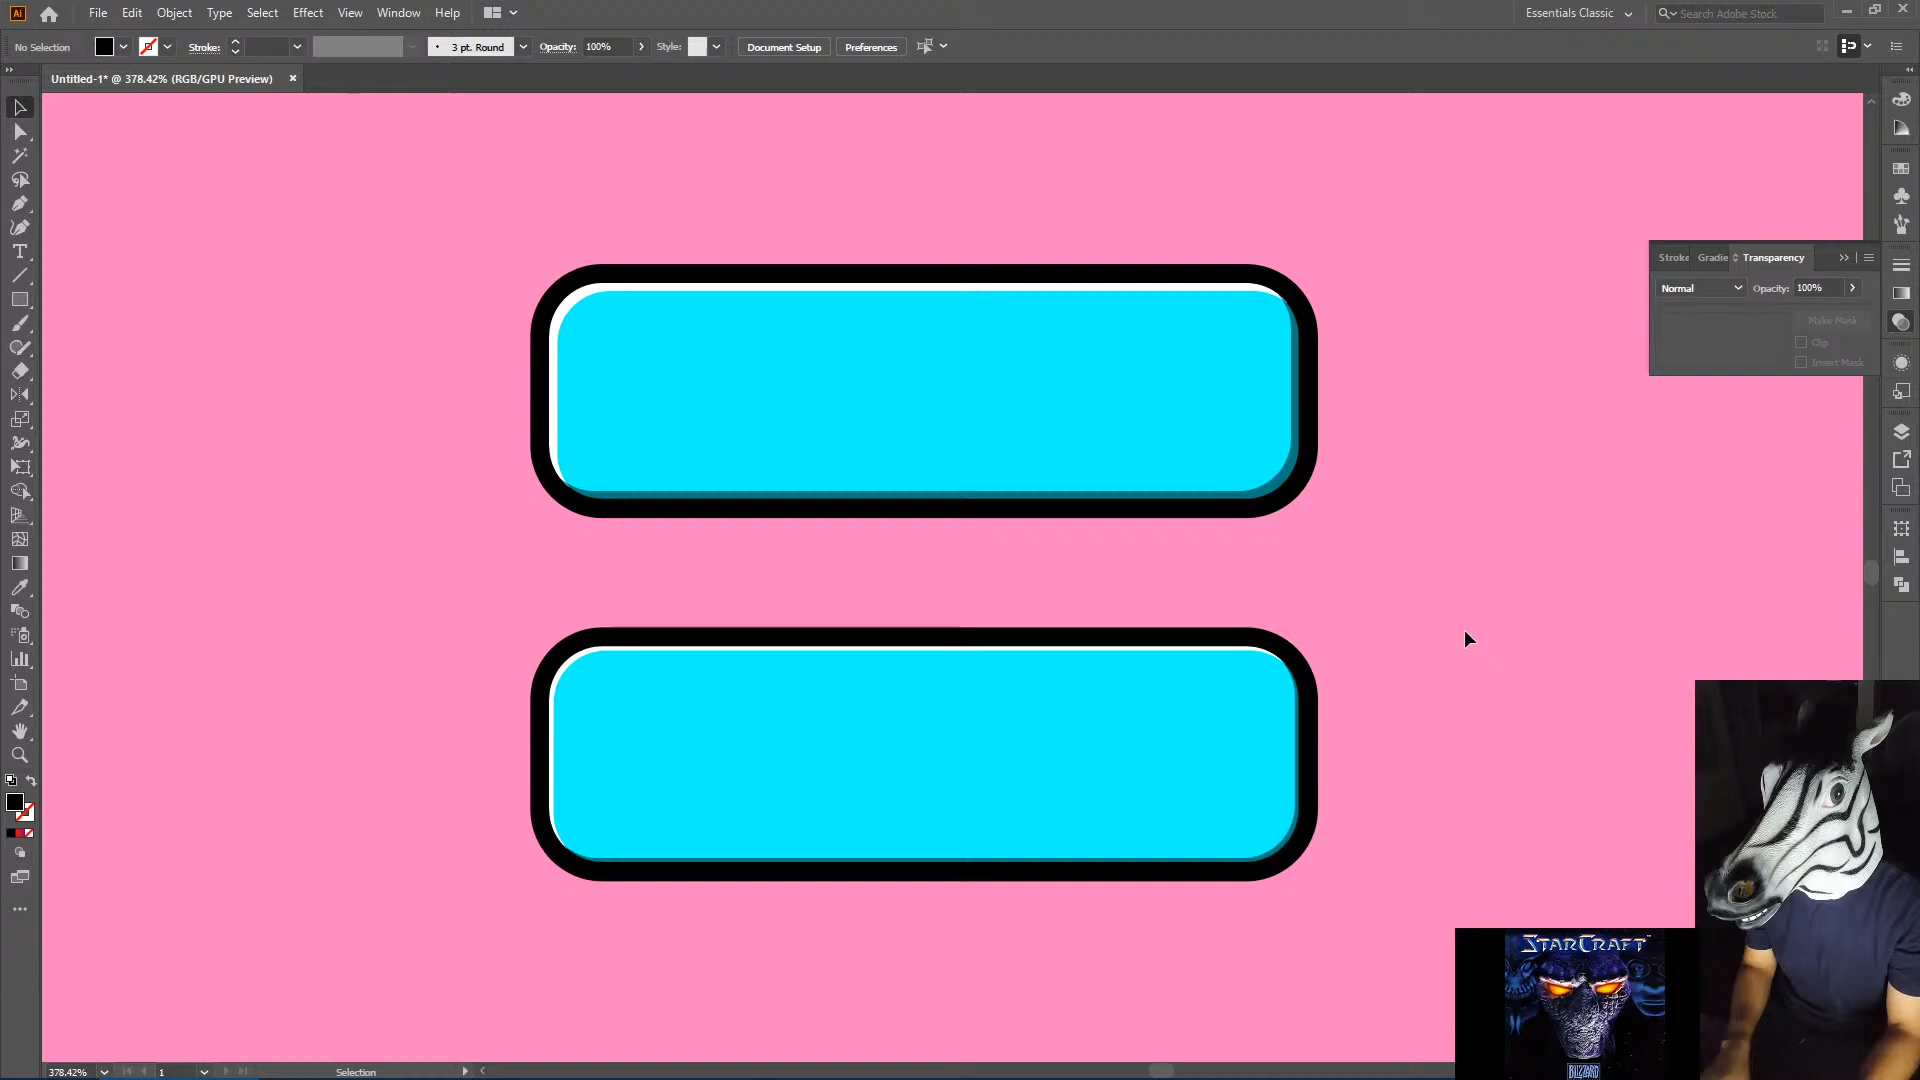 Ai File Edit Object Type Select Effect View Window Help Essentials Classic Search Adobe Stock
No Selection Stroke: 3 pt. Round Opacity: 100% Style: Document Setup Preferences
Untitled-1* @ 378.42% (RGB/GPU Preview)
Stroke Gradie Transparency
Normal Opacity: 100%
Make Mask
Clip
Invert Mask
STARCRAFT
BLIZZARD
378.42% 1 Selection